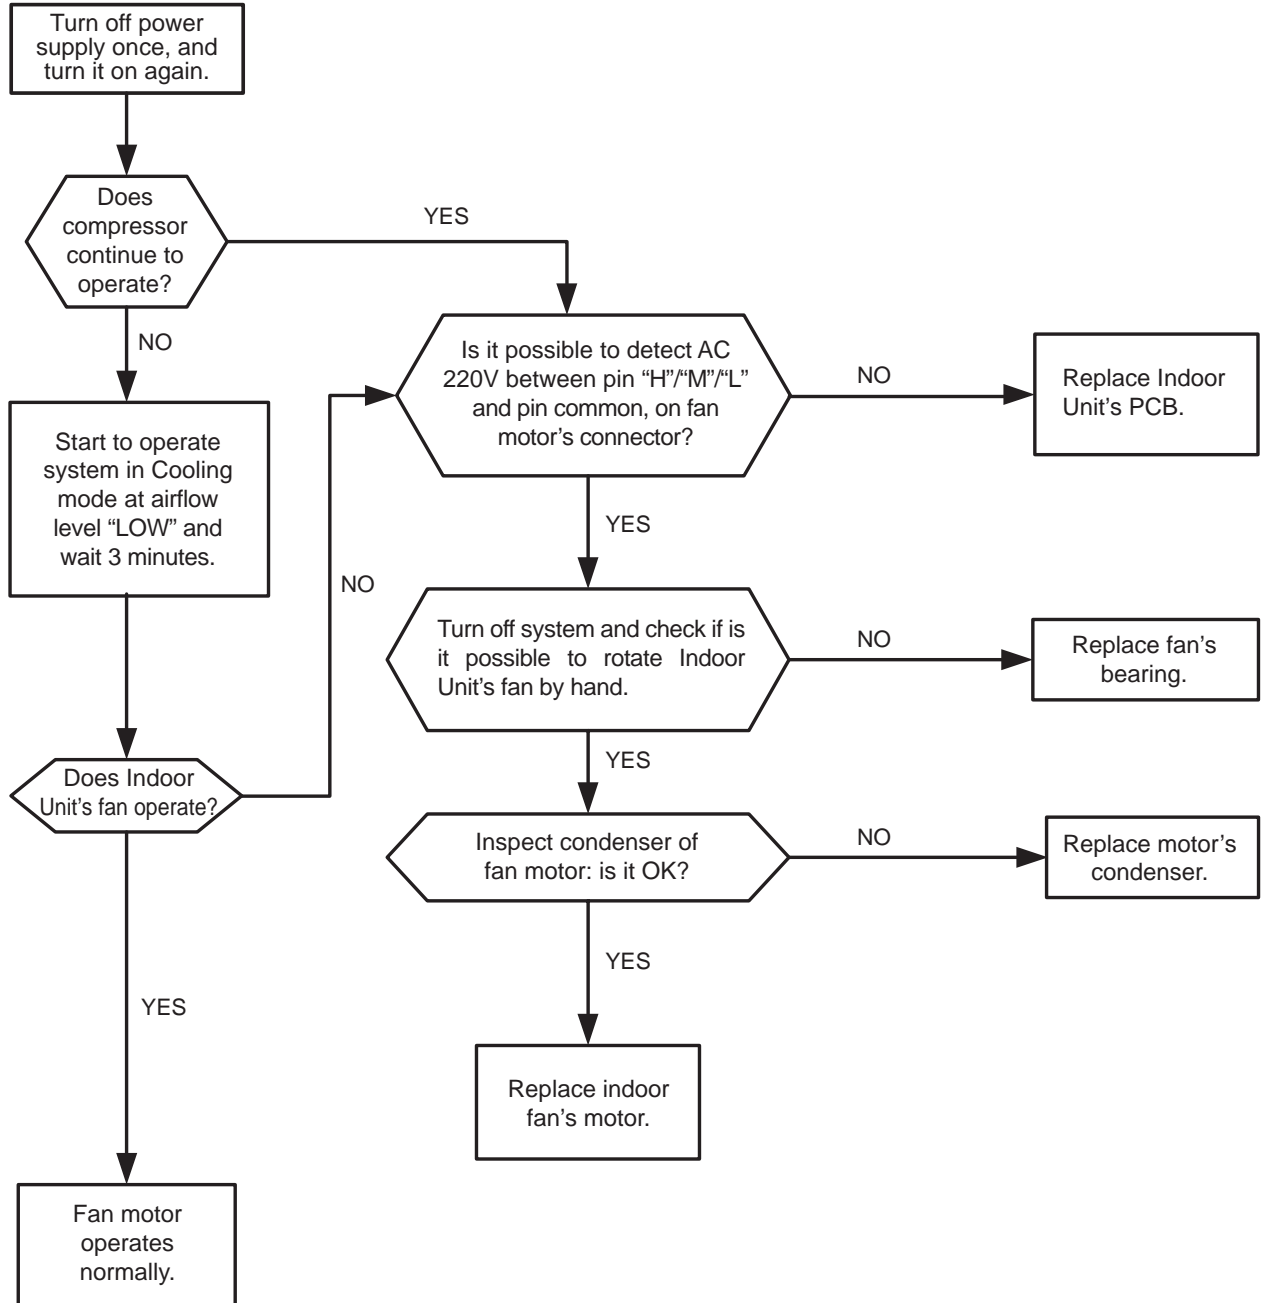 Turn off power
supply once, and
turn it on again.
Does
compressor
continue to
operate?
YES
NO
Start to operate
system in Cooling
mode at airflow
level “LOW” and
wait 3 minutes.
Is it possible to detect AC
220V between pin “H”/“M”/“L”
and pin common, on fan
motor’s connector?
NO
Replace Indoor
Unit’s PCB.
YES
NO
Turn off system and check if is
it possible to rotate Indoor
Unit’s fan by hand.
NO
Replace fan’s
bearing.
YES
Does Indoor
Unit’s fan operate?
Inspect condenser of
fan motor: is it OK?
NO
Replace motor’s
condenser.
YES
YES
Replace indoor
fan’s motor.
Fan motor
operates
normally.